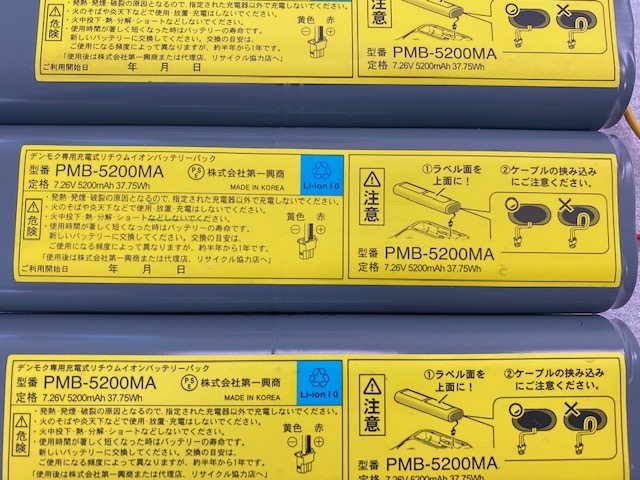 ・発熱・発煙・破裂の原因となるので、指定された充電器以外で充電しないでください。
・火のそばや炎天下などで使用・放置・充電はしないでください。
・火中投下・熱・分解・ショートなどしないでください。
・使用時間が著しく短くなった時はバッテリーの寿命です。
新しいバッテリーに交換してください。交換の目安は、
ご使用になる頻度によって異なりますが、約半年から1年です。
「使用後は株式会社第一興商または代理店、リサイクル協力店へ」
ご利用開始日 年 月 日
危険
黄色 赤
注意
型番 PMB-5200MA
定格 7.26V 5200mAh 37.75Wh
デンモク専用充電式リチウムイオンバッテリーパック
型番 PMB-5200MA
定格 7.26V 5200mAh 37.75Wh
PSE 株式会社第一興商
MADE IN KOREA
Li-ion 10
・発熱・発煙・破裂の原因となるので、指定された充電器以外で充電しないでください。
・火のそばや炎天下などで使用・放置・充電はしないでください。
・火中投下・熱・分解・ショートなどしないでください。
・使用時間が著しく短くなった時はバッテリーの寿命です。
新しいバッテリーに交換してください。交換の目安は、
ご使用になる頻度によって異なりますが、約半年から1年です。
「使用後は株式会社第一興商または代理店、リサイクル協力店へ」
ご利用開始日 年 月 日
危険
黄色 赤
注意
①ラベル面を
上面に!
②ケーブルの挟み込み
にご注意ください。
型番 PMB-5200MA
定格 7.26V 5200mAh 37.75Wh
デンモク専用充電式リチウムイオンバッテリーパック
型番 PMB-5200MA
定格 7.26V 5200mAh 37.75Wh
PSE 株式会社第一興商
MADE IN KOREA
Li-ion 10
・発熱・発煙・破裂の原因となるので、指定された充電器以外で充電しないでください。
・火のそばや炎天下などで使用・放置・充電はしないでください。
・火中投下・熱・分解・ショートなどしないでください。
・使用時間が著しく短くなった時はバッテリーの寿命です。
新しいバッテリーに交換してください。交換の目安は、
ご使用になる頻度によって異なりますが、約半年から1年です。
「使用後は株式会社第一興商または代理店、リサイクル協力店へ」
危険
黄色 赤
注意
①ラベル面を
上面に!
②ケーブルの挟み込み
にご注意ください。
型番 PMB-5200MA
定格 7.26V 5200mAh 37.75Wh